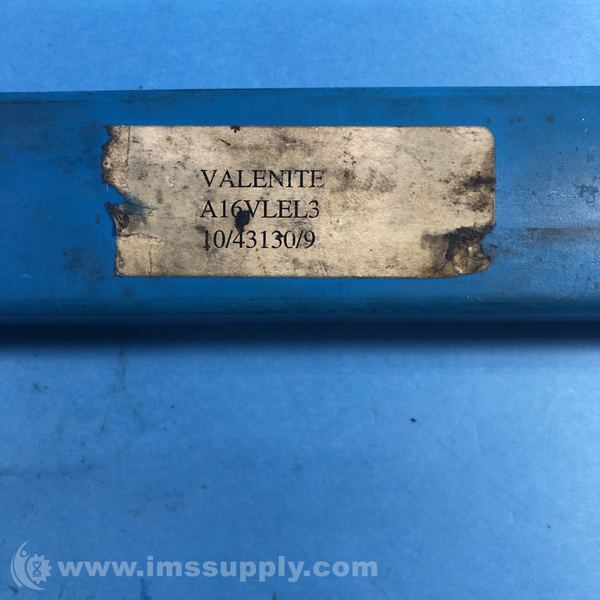 VALENITE
A16VLEL3
10/43130/9
www.imssupply.com